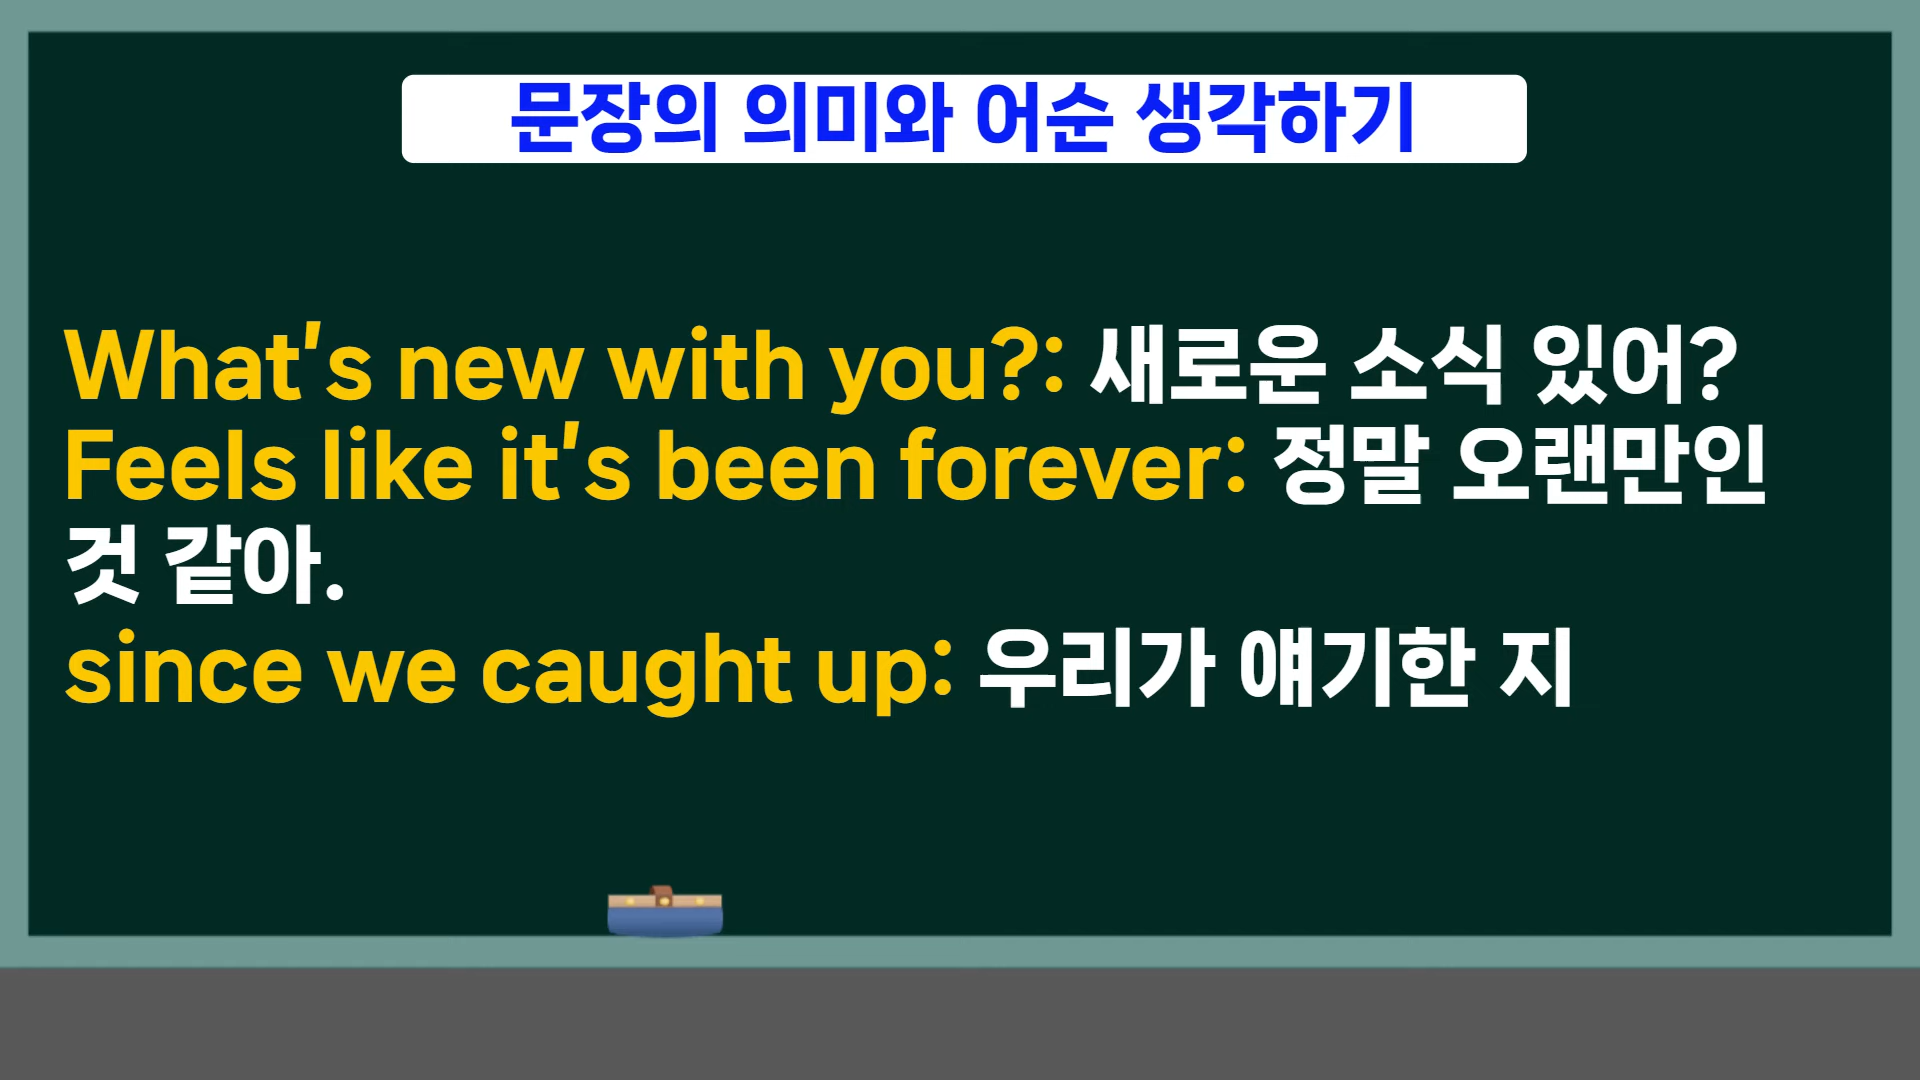 문장의 의미와 어순 생각하기
What's new with you?: 새로운 소식 있어?
Feels like it's been forever: 정말 오랜만인
것 같아.
since we caught up: 우리가 얘기한 지